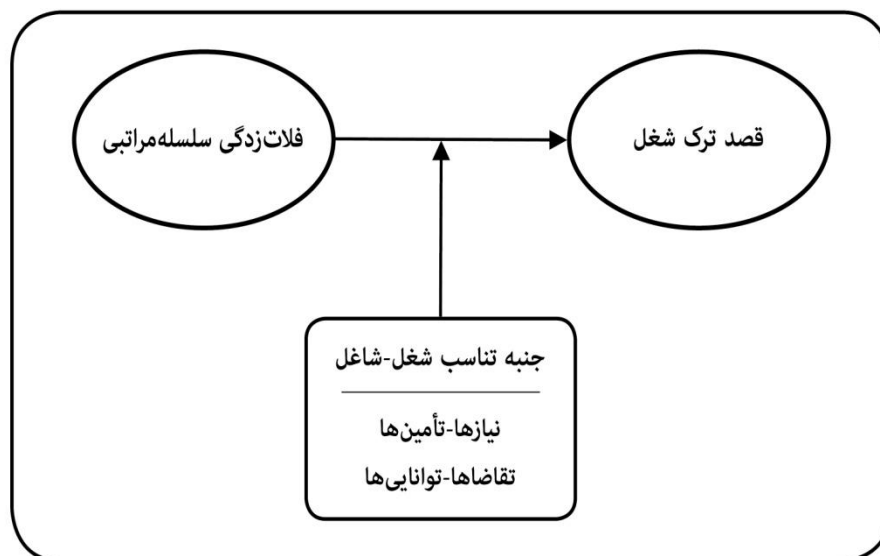 قصد ترک شغل
فلات‌زدگی سلسله‌مراتبی
جنبه تناسب شغل-شاغل
نیازها-تأمین‌ها
تقاضاها-توانایی‌ها